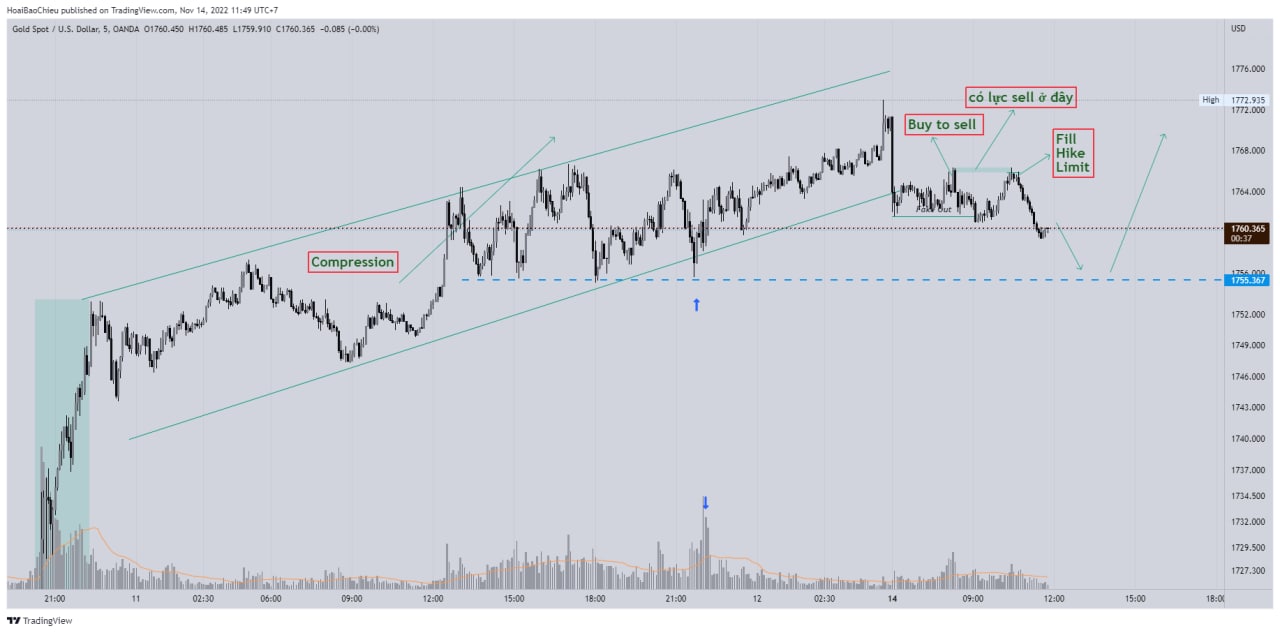 HoaiBaoChieu published on TradingView.com, Nov 14, 2022 11:49 UTC+7
Gold Spot / U.S. Dollar, 5, OANDA O1760.450 H1760.485 L1759.910 C1760.365 −0.085 (−0.00%)
USD
1776.000
có lực sell ở đây
High 1772.935
1772.000
Buy to sell
Fill
Hike
Limit
1768.000
1764.000
Fake Out
1760.365
00:37
Compression
1756.000
1755.367
1752.000
1749.000
1746.000
1743.000
1740.000
1737.000
1734.500
1732.000
1729.500
1727.300
21:00 11 02:30 06:00 09:00 12:00 15:00 18:00 21:00 12 02:30 14 09:00 12:00 15:00 18:00
TradingView